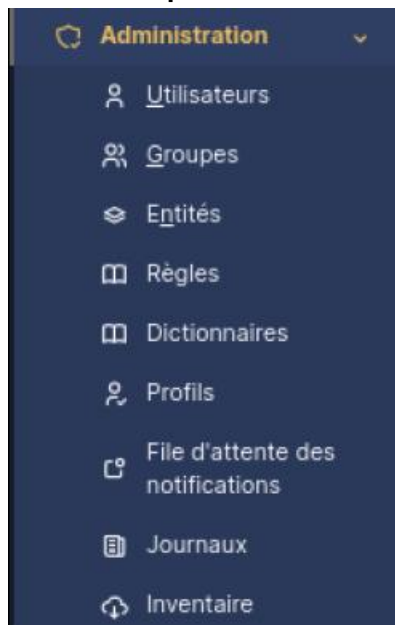 Administration
Utilisateurs
Groupes
Entités
Règles
Dictionnaires
Profils
File d'attente des
notifications
Journaux
Inventaire